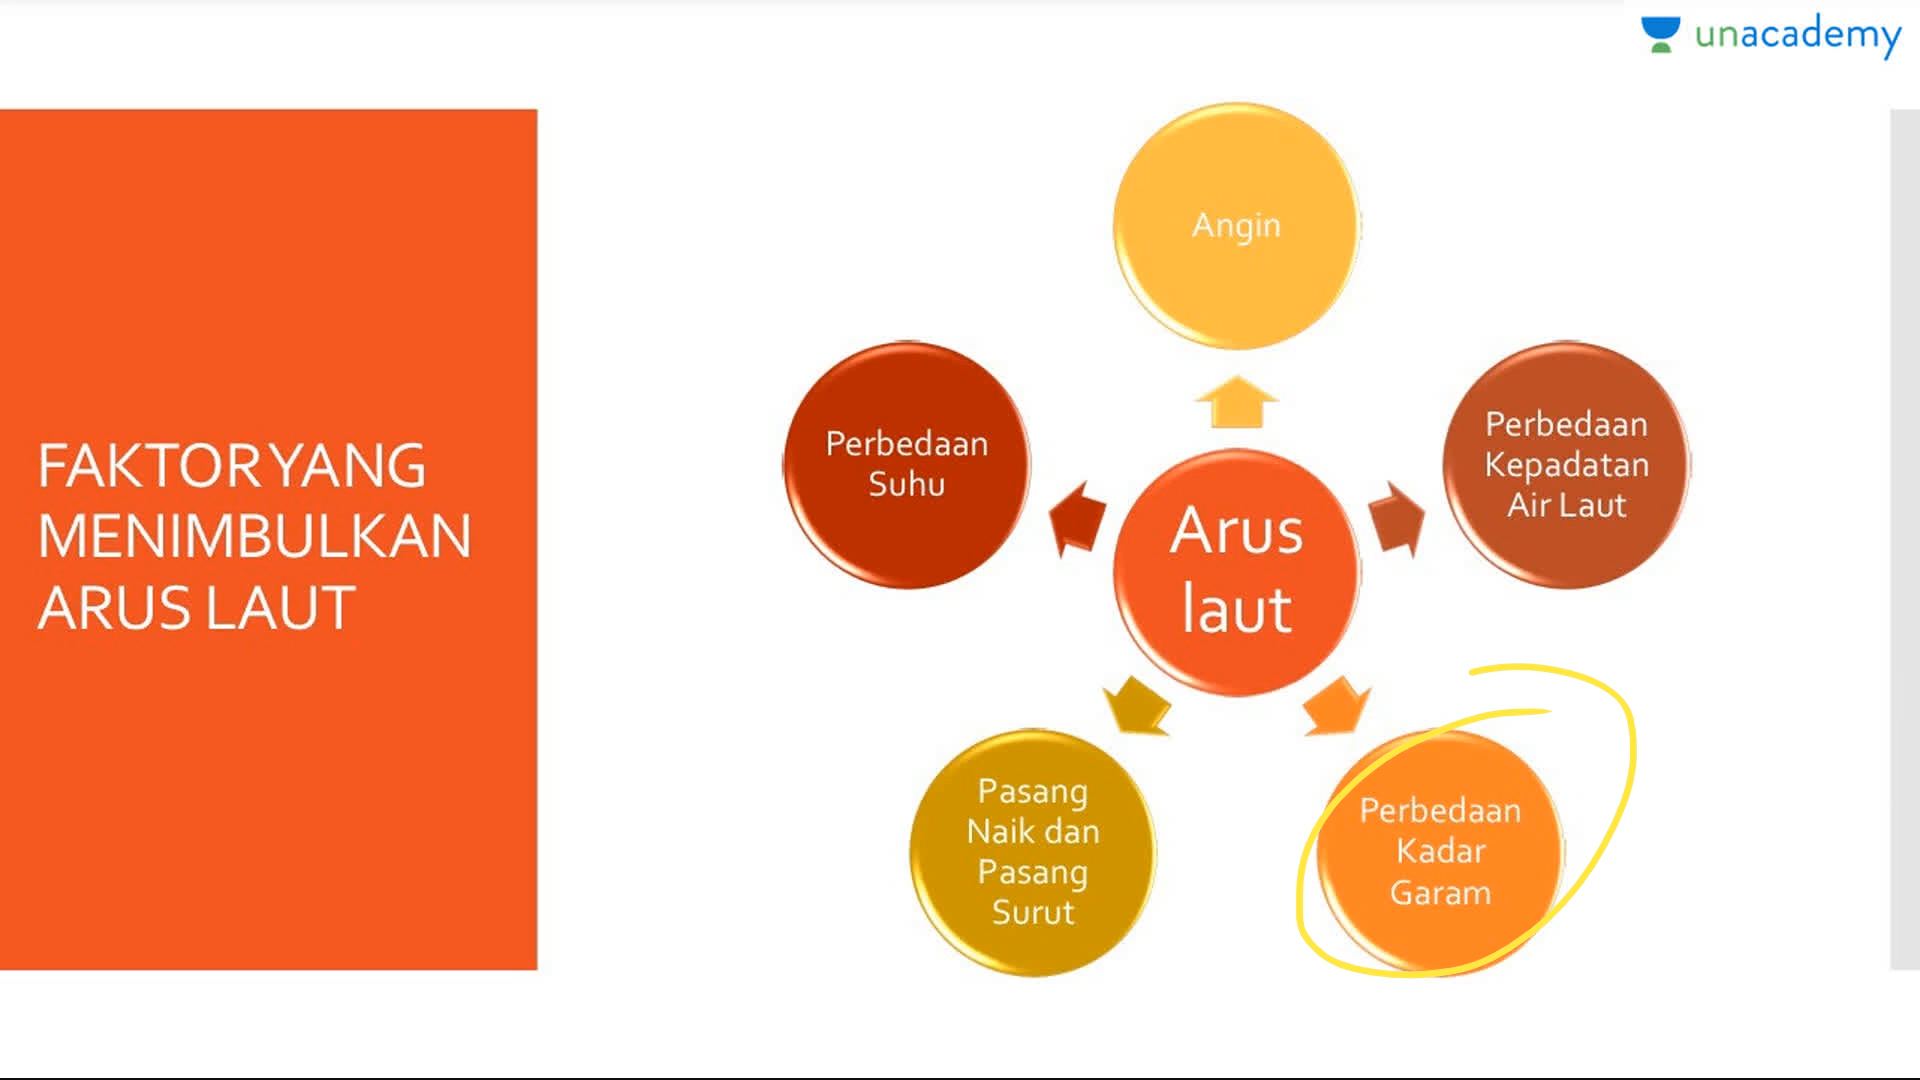 unacademy
FAKTOR YANG
MENIMBULKAN
ARUS LAUT
Angin
Perbedaan
Suhu
Perbedaan
Kepadatan
Air Laut
Arus
laut
Pasang
Naik dan
Pasang
Surut
Perbedaan
Kadar
Garam